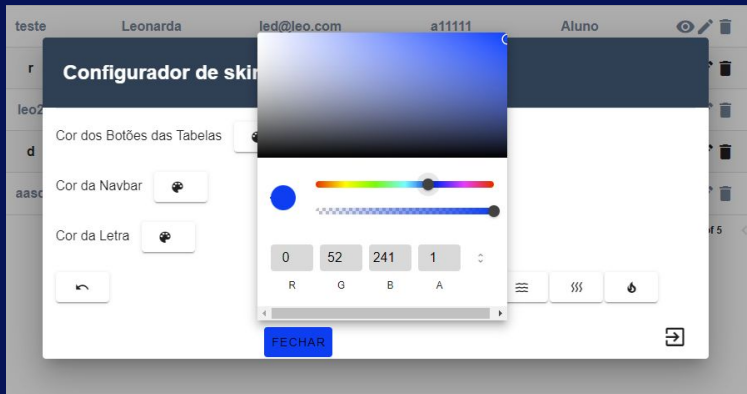 teste Leonarda led@leo.com a11111 Aluno
r
Configurador de skin
leo2
Cor dos Botões das Tabelas
d
Cor da Navbar
aasc
Cor da Letra
of 5
0 52 241 1
R G B A
FECHAR